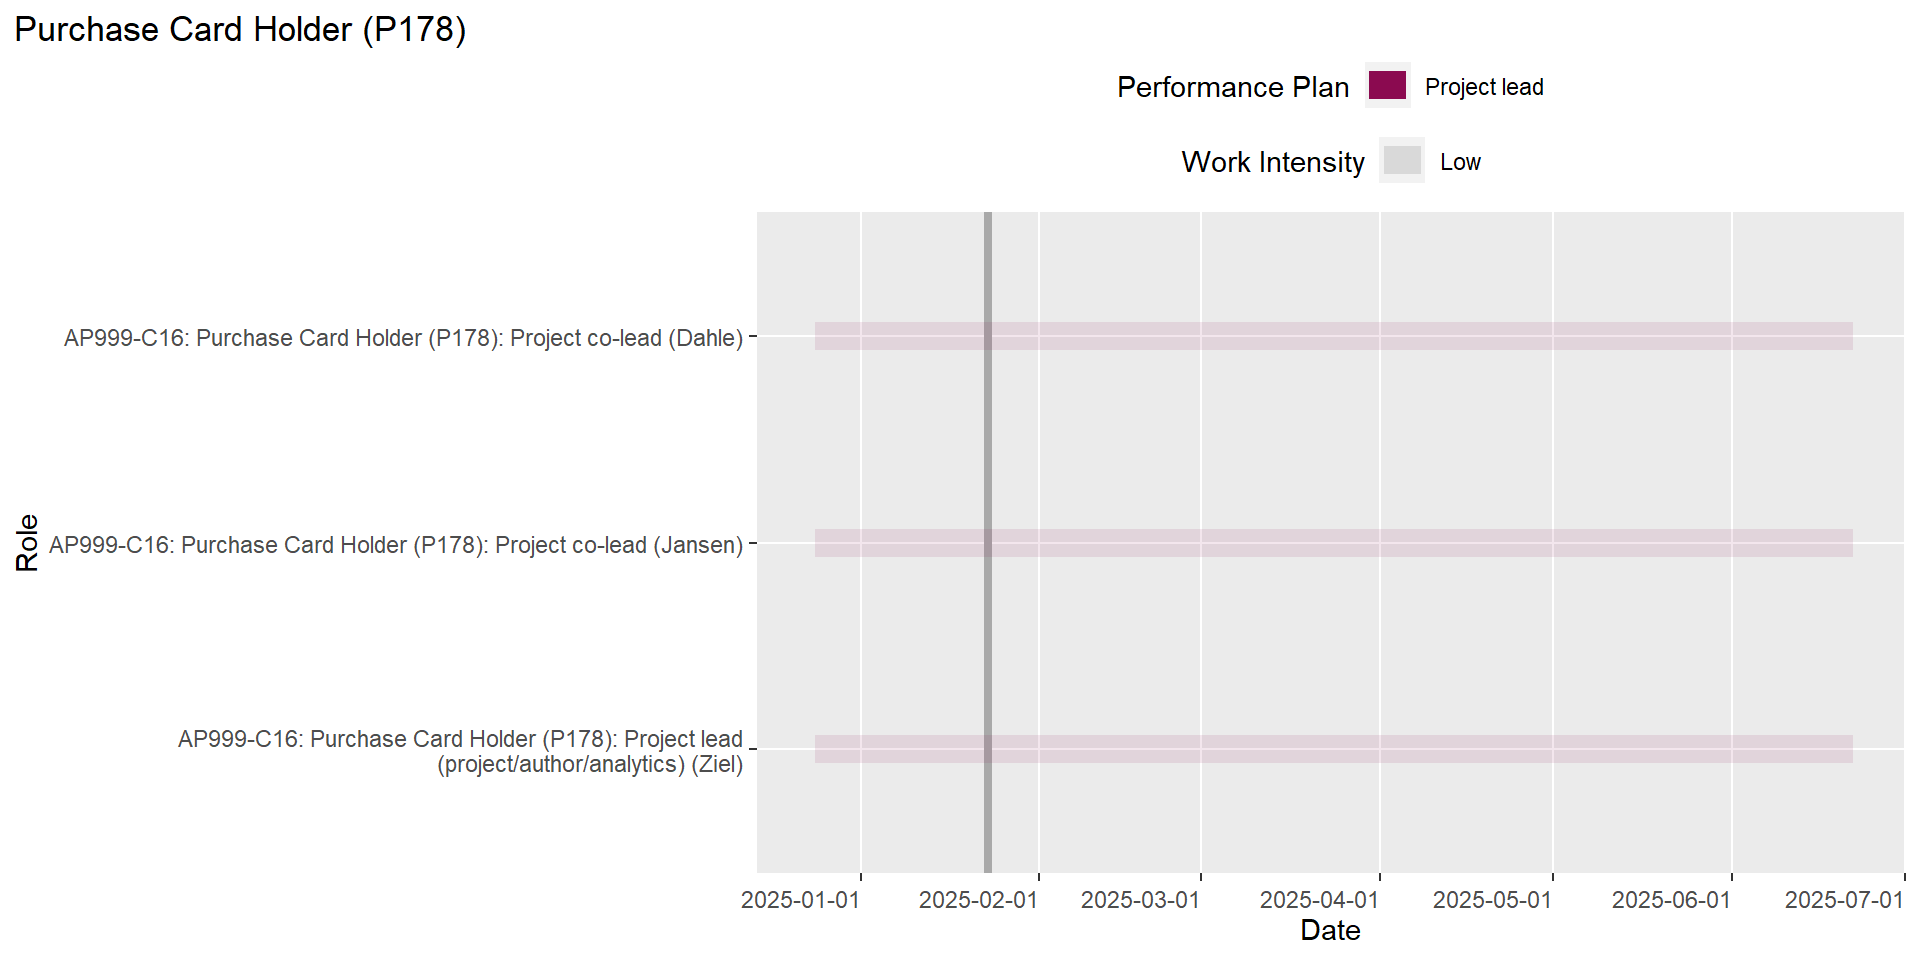 Purchase Card Holder (P178)
Performance Plan
Project lead
Work Intensity
Low
Role
AP999-C16: Purchase Card Holder (P178): Project co-lead (Dahle)
AP999-C16: Purchase Card Holder (P178): Project co-lead (Jansen)
AP999-C16: Purchase Card Holder (P178): Project lead
(project/author/analytics) (Ziel)
2025-01-01
2025-02-01
2025-03-01
2025-04-01
2025-05-01
2025-06-01
2025-07-01
Date